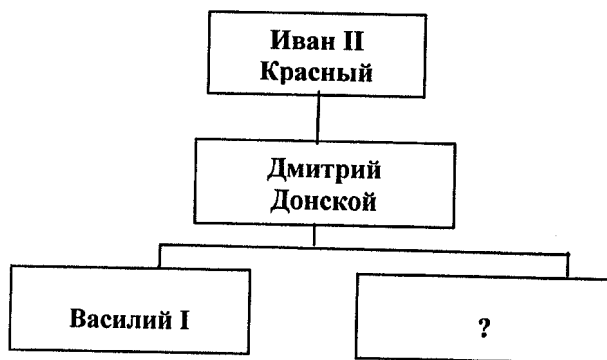 Иван II
Красный
Дмитрий
Донской
Василий I
?